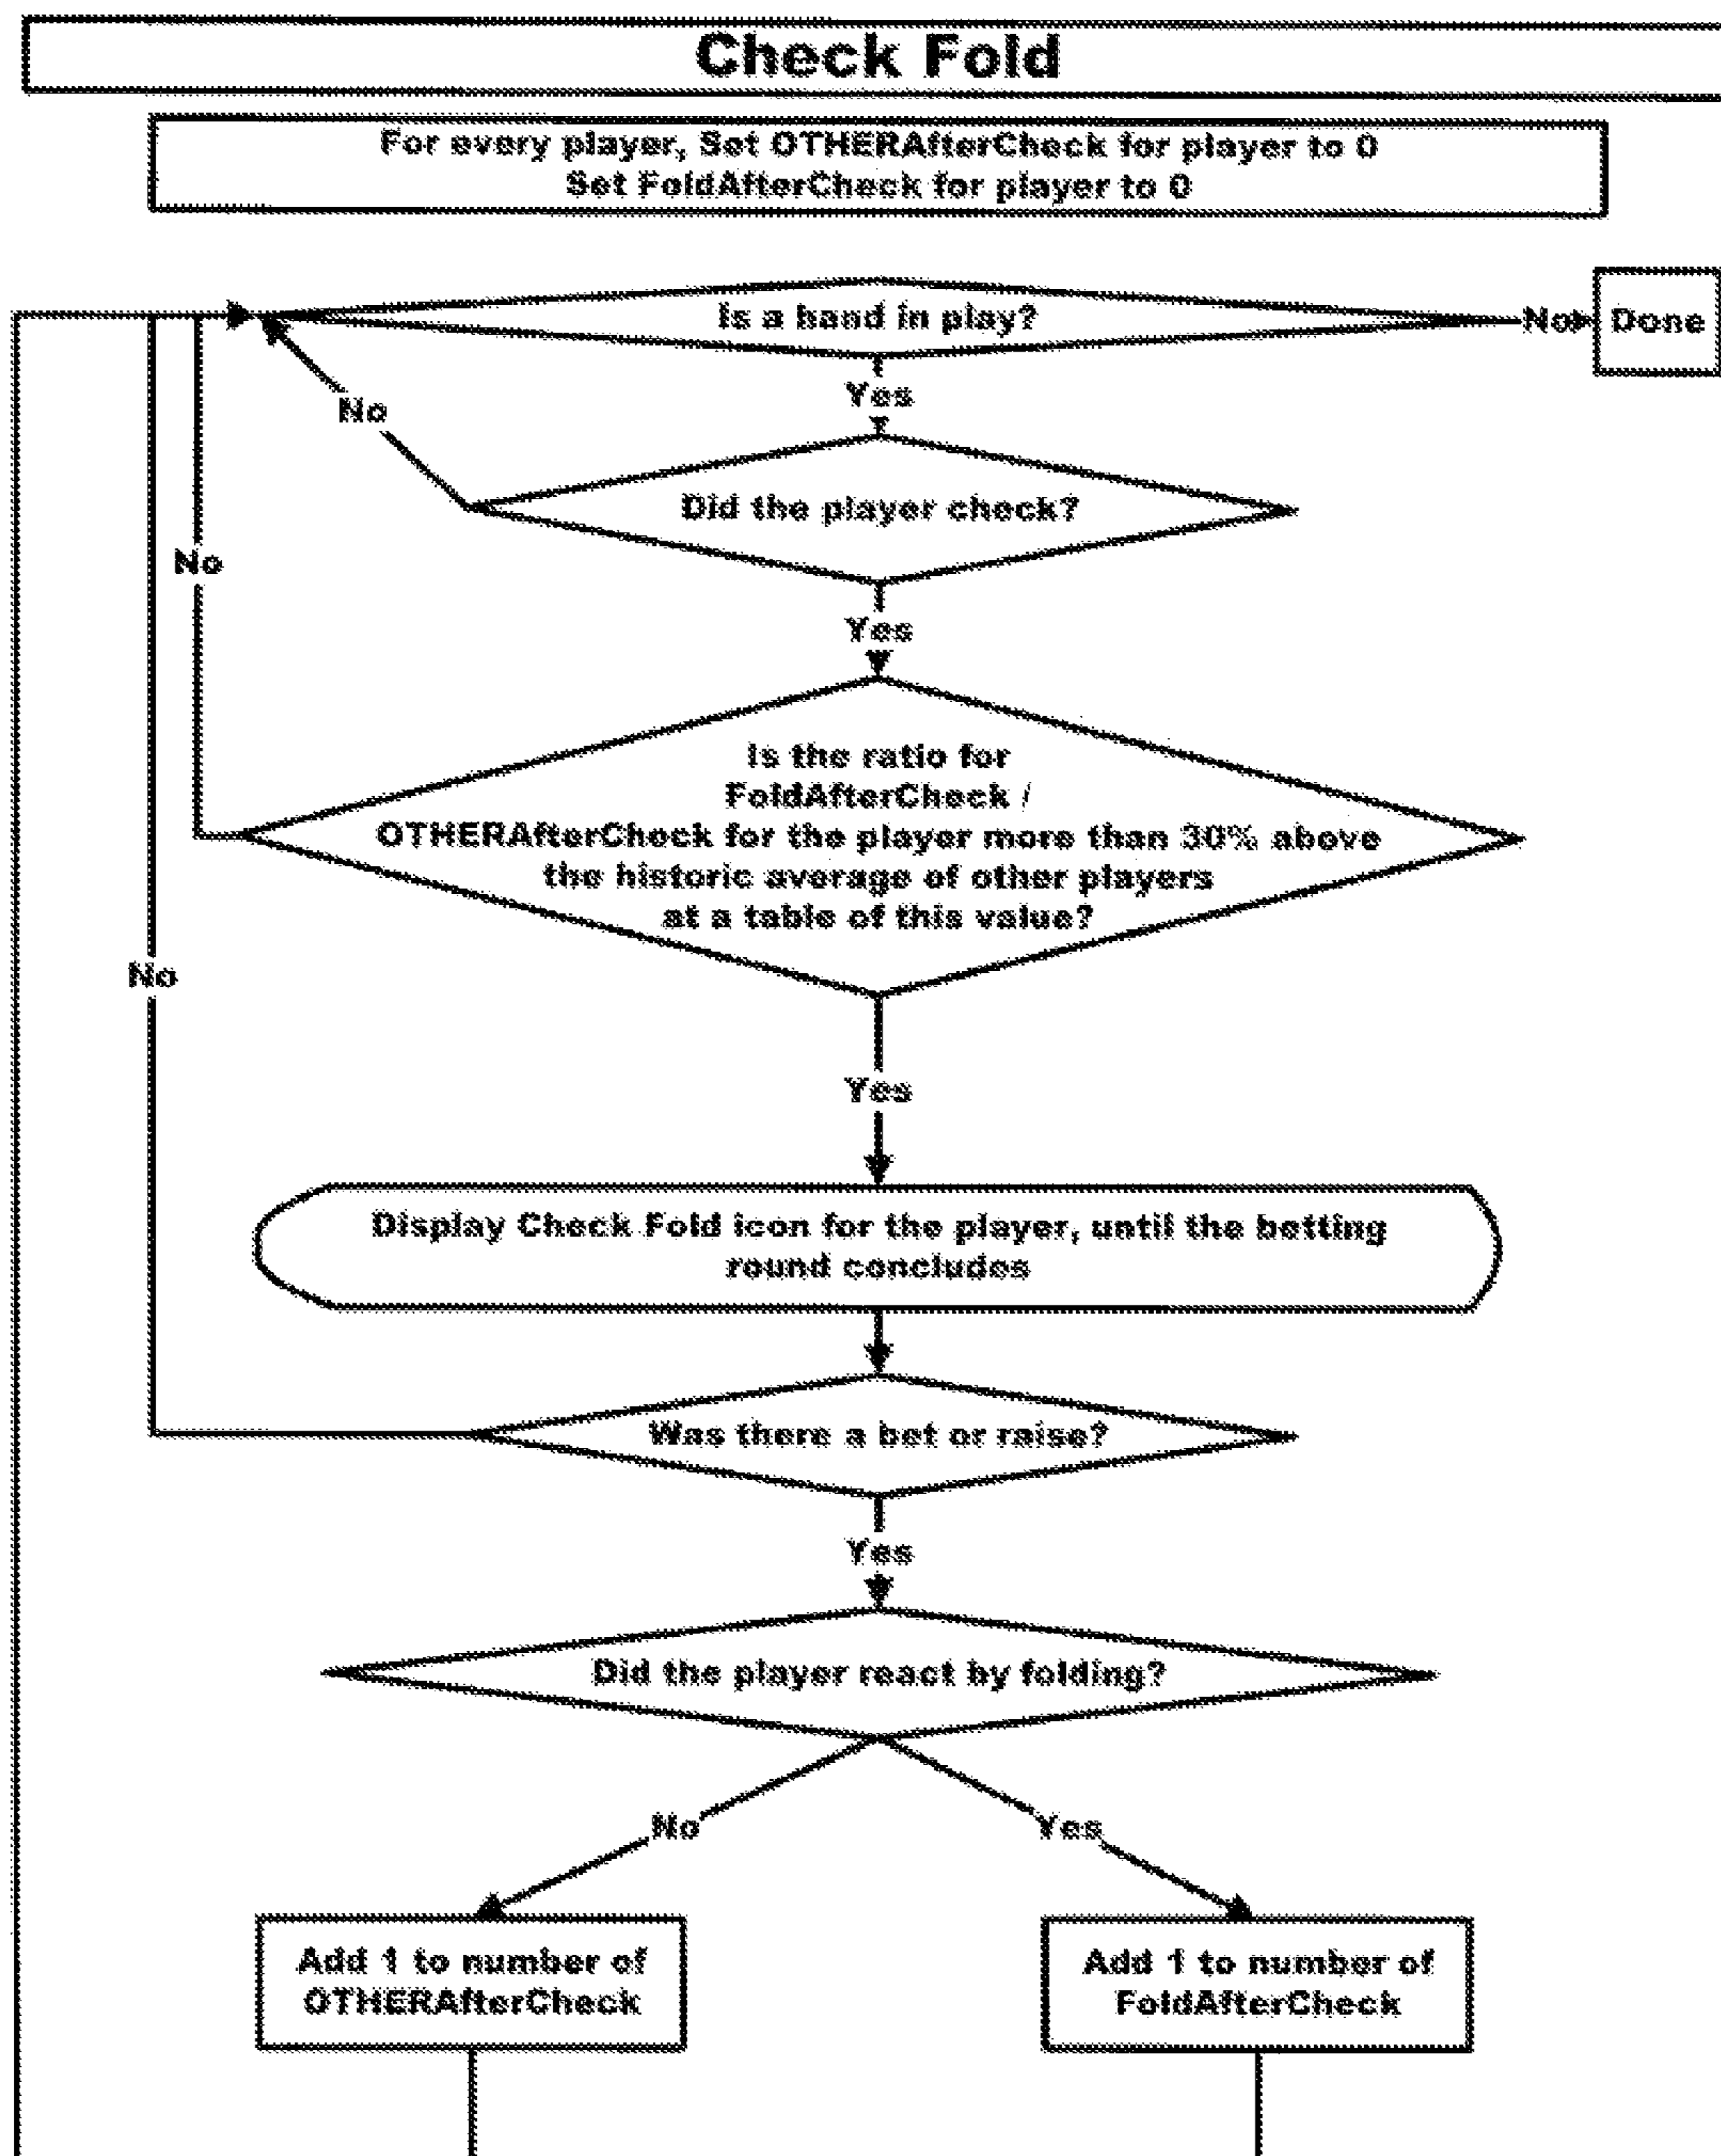 Check Fold
For every player, Set OTHERAfterCheck for player to 0
Set FoldAfterCheck for player to 0
Is a hand in play?
No
Done
Yes
No
Did the player check?
No
Yes
Is the ratio for
FoldAfterCheck /
OTHERAfterCheck for the player more than 30% above
the historic average of other players
at a table of this value?
No
Yes
Display Check Fold icon for the player, until the betting
round concludes
Was there a bet or raise?
Yes
Did the player react by folding?
No
Yes
Add 1 to number of
OTHERAfterCheck
Add 1 to number of
FoldAfterCheck